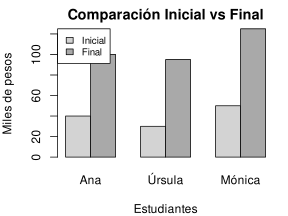 Comparación Inicial vs Final
Inicial
Final
Miles de pesos
0
20
60
100
Ana
Úrsula
Mónica
Estudiantes